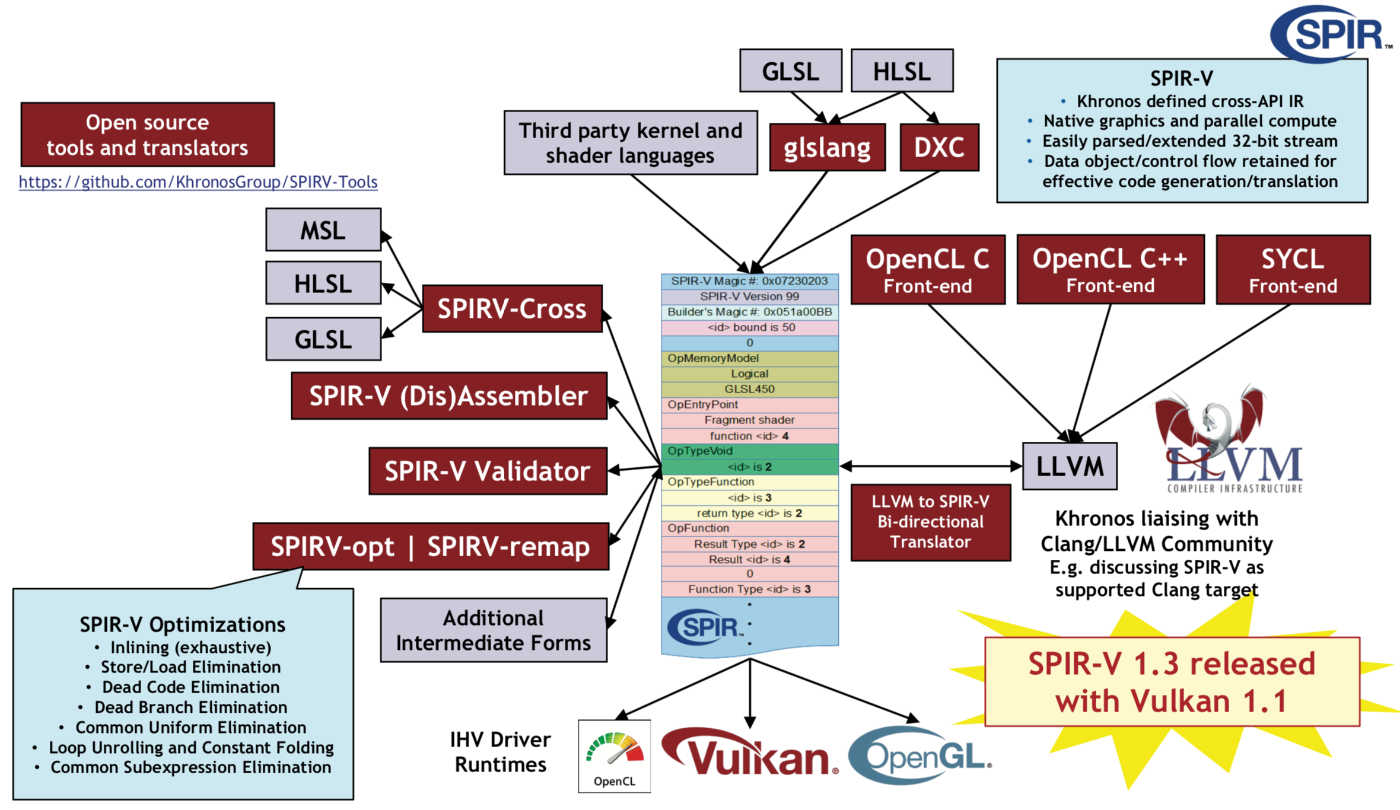 SPIR™
GLSL
HLSL
SPIR-V
• Khronos defined cross-API IR
• Native graphics and parallel compute
• Easily parsed/extended 32-bit stream
• Data object/control flow retained for
effective code generation/translation
Open source
tools and translators
https://github.com/KhronosGroup/SPIRV-Tools
Third party kernel and
shader languages
glslang
DXC
MSL
HLSL
GLSL
SPIRV-Cross
SPIR-V (Dis)Assembler
SPIR-V Validator
SPIRV-opt | SPIRV-remap
Additional
Intermediate Forms
SPIR-V Optimizations
• Inlining (exhaustive)
• Store/Load Elimination
• Dead Code Elimination
• Dead Branch Elimination
• Common Uniform Elimination
• Loop Unrolling and Constant Folding
• Common Subexpression Elimination
SPIR-V Magic #: 0x07230203
SPIR-V Version 99
Builder's Magic #: 0x051a00BB
<id> bound is 50
0
OpMemoryModel
Logical
GLSL450
OpEntryPoint
Fragment shader
function <id> 4
OpTypeVoid
<id> is 2
OpTypeFunction
<id> is 3
return type <id> is 2
OpFunction
Result Type <id> is 2
Result <id> is 4
0
Function Type <id> is 3
SPIR™
OpenCL C
Front-end
OpenCL C++
Front-end
SYCL
Front-end
LLVM
LLVM to SPIR-V
Bi-directional
Translator
LLVM
COMPILER INFRASTRUCTURE
Khronos liaising with
Clang/LLVM Community
E.g. discussing SPIR-V as
supported Clang target
SPIR-V 1.3 released
with Vulkan 1.1
IHV Driver
Runtimes
OpenCL
Vulkan®
OpenGL®